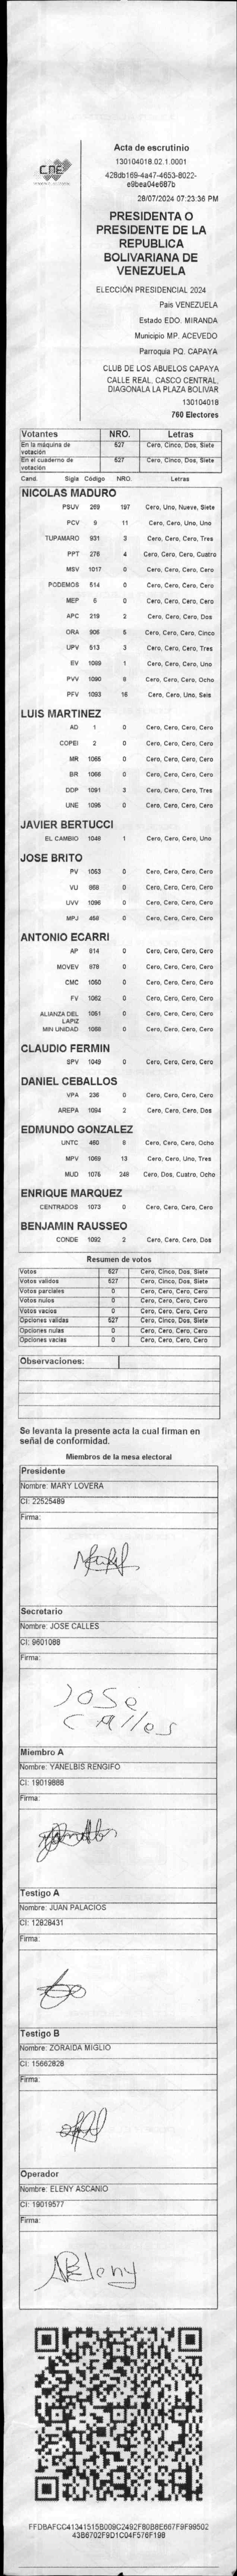 CNE
Acta de escrutinio
130104018.02.1.0001
428db169-4a47-4653-8022-
e9bea04e687b
28/07/2024 07:23:36 PM
PRESIDENTA O
PRESIDENTE DE LA
REPUBLICA
BOLIVARIANA DE
VENEZUELA
ELECCIÓN PRESIDENCIAL 2024
Pais VENEZUELA
Estado EDO. MIRANDA
Municipio MP. ACEVEDO
Parroquia PQ. CAPAYA
CLUB DE LOS ABUELOS CAPAYA
CALLE REAL, CASCO CENTRAL,
DIAGONALA LA PLAZA BOLIVAR
130104018
760 Electores
Votantes NRO. Letras
En la máquina de votación 527 Cero, Cinco, Dos, Siete
En el cuaderno de votación 527 Cero, Cinco, Dos, Siete
Cand. Sigla Código NRO. Letras
NICOLAS MADURO
PSUV 269 197 Cero, Uno, Nueve, Siete
PCV 9 11 Cero, Cero, Uno, Uno
TUPAMARO 931 3 Cero, Cero, Cero, Tres
PPT 276 4 Cero, Cero, Cero, Cuatro
MSV 1017 0 Cero, Cero, Cero, Cero
PODEMOS 514 0 Cero, Cero, Cero, Cero
MEP 6 0 Cero, Cero, Cero, Cero
APC 219 2 Cero, Cero, Cero, Dos
ORA 906 5 Cero, Cero, Cero, Cinco
UPV 513 3 Cero, Cero, Cero, Tres
EV 1089 1 Cero, Cero, Cero, Uno
PVV 1090 8 Cero, Cero, Cero, Ocho
PFV 1093 16 Cero, Cero, Uno, Seis
LUIS MARTINEZ
AD 1 0 Cero, Cero, Cero, Cero
COPEI 2 0 Cero, Cero, Cero, Cero
MR 1065 0 Cero, Cero, Cero, Cero
BR 1066 0 Cero, Cero, Cero, Cero
DDP 1091 3 Cero, Cero, Cero, Tres
UNE 1095 0 Cero, Cero, Cero, Cero
JAVIER BERTUCCI
EL CAMBIO 1048 1 Cero, Cero, Cero, Uno
JOSE BRITO
PV 1053 0 Cero, Cero, Cero, Cero
VU 868 0 Cero, Cero, Cero, Cero
UVV 1096 0 Cero, Cero, Cero, Cero
MPJ 458 0 Cero, Cero, Cero, Cero
ANTONIO ECARRI
AP 614 0 Cero, Cero, Cero, Cero
MOVEV 678 0 Cero, Cero, Cero, Cero
CMC 1050 0 Cero, Cero, Cero, Cero
FV 1062 0 Cero, Cero, Cero, Cero
ALIANZA DEL LAPIZ 1051 0 Cero, Cero, Cero, Cero
MIN UNIDAD 1068 0 Cero, Cero, Cero, Cero
CLAUDIO FERMIN
SPV 1049 0 Cero, Cero, Cero, Cero
DANIEL CEBALLOS
VPA 236 0 Cero, Cero, Cero, Cero
AREPA 1094 2 Cero, Cero, Cero, Dos
EDMUNDO GONZALEZ
UNTC 460 8 Cero, Cero, Cero, Ocho
MPV 1069 13 Cero, Cero, Uno, Tres
MUD 1075 248 Cero, Dos, Cuatro, Ocho
ENRIQUE MARQUEZ
CENTRADOS 1073 0 Cero, Cero, Cero, Cero
BENJAMIN RAUSSEO
CONDE 1092 2 Cero, Cero, Cero, Dos
Resumen de votos
Votos 527 Cero, Cinco, Dos, Siete
Votos validos 527 Cero, Cinco, Dos, Siete
Votos parciales 0 Cero, Cero, Cero, Cero
Votos nulos 0 Cero, Cero, Cero, Cero
Votos vacios 0 Cero, Cero, Cero, Cero
Opciones validas 527 Cero, Cinco, Dos, Siete
Opciones nulas 0 Cero, Cero, Cero, Cero
Opciones vacias 0 Cero, Cero, Cero, Cero
Observaciones:
Se levanta la presente acta la cual firman en
señal de conformidad.
Miembros de la mesa electoral
Presidente
Nombre: MARY LOVERA
CI: 22525489
Firma:
Secretario
Nombre: JOSE CALLES
CI: 9601088
Firma:
JOSE
CAlles
Miembro A
Nombre: YANELBIS RENGIFO
CI: 19019888
Firma:
Testigo A
Nombre: JUAN PALACIOS
CI: 12828431
Firma:
Testigo B
Nombre: ZORAIDA MIGLIO
CI: 15662828
Firma:
Operador
Nombre: ELENY ASCANIO
CI: 19019577
Firma:
Eleny
FFDBAFCC41341515B009C2492F80B8E667F9F99502
43B6702F9D1C04F576F198